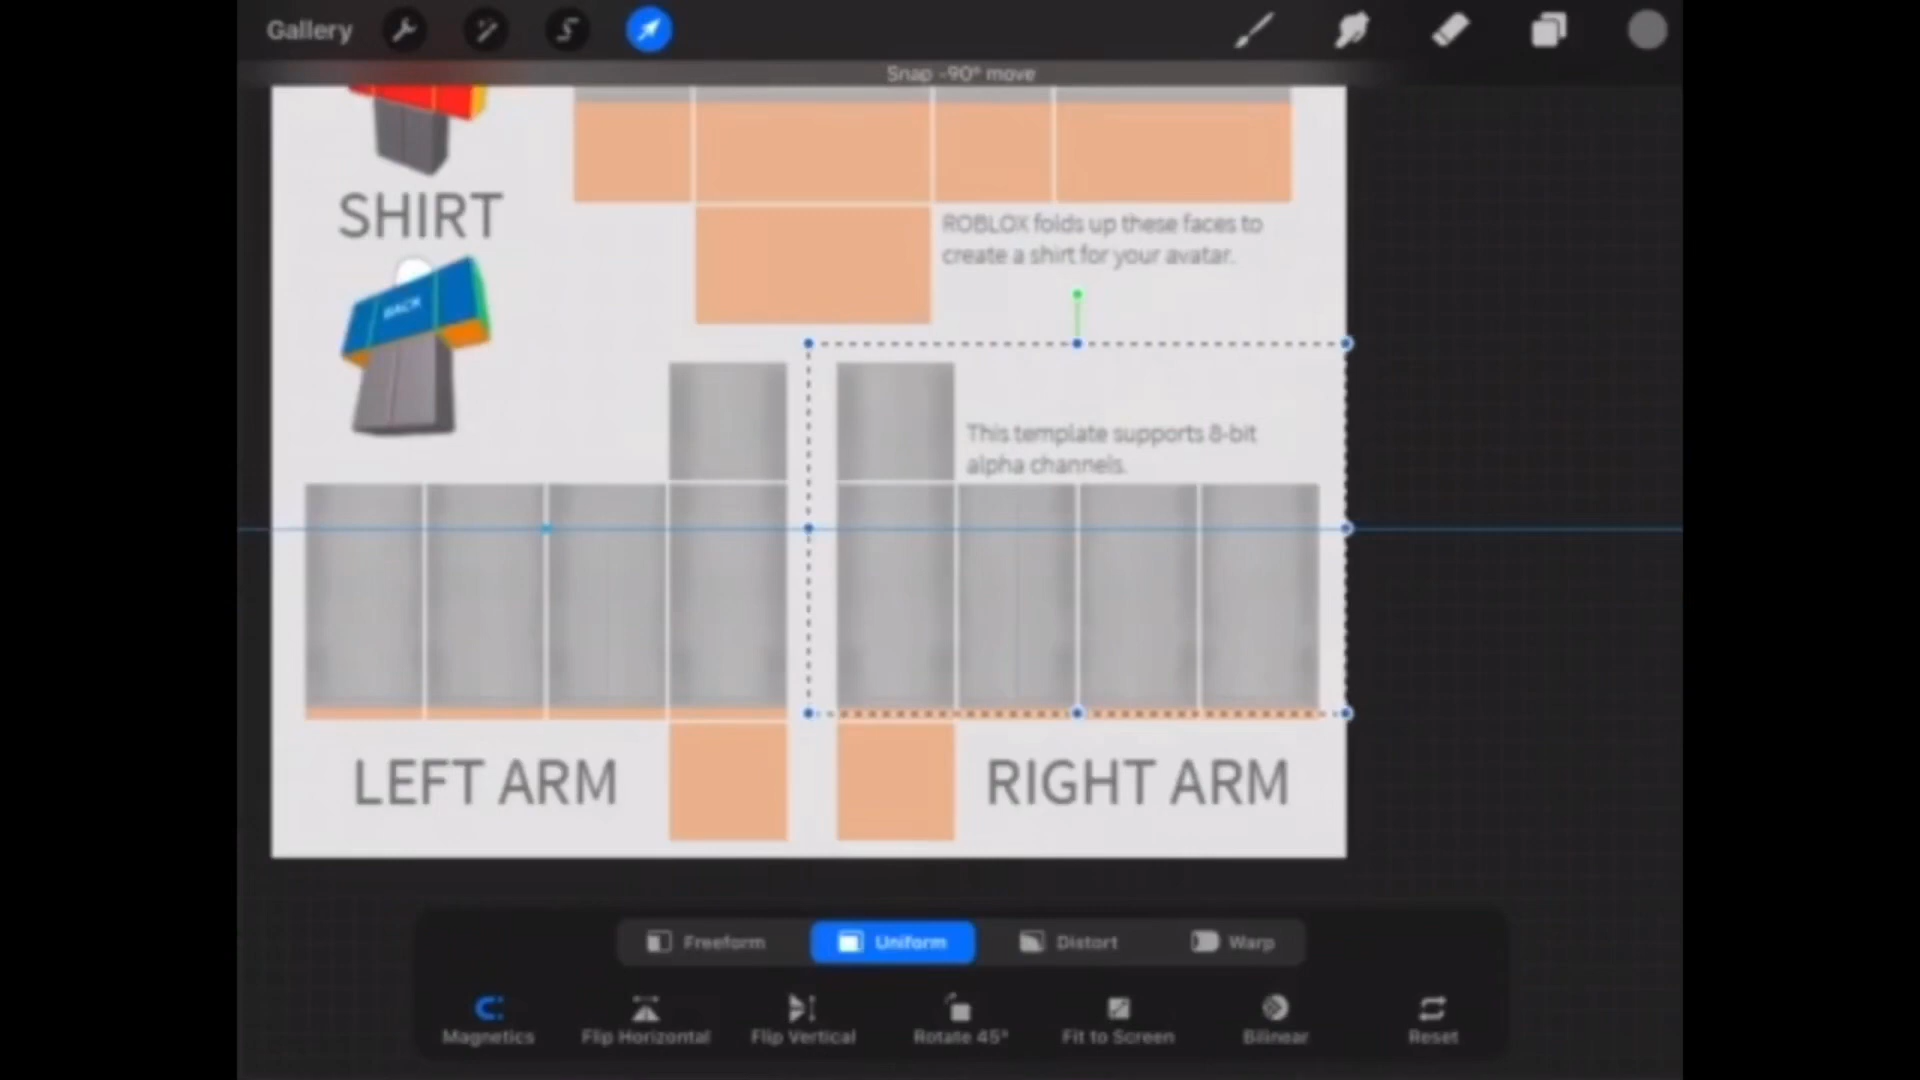 Gallery
Snap -90° move
SHIRT
ROBLOX folds up these faces to
create a shirt for your avatar.
BACK
This template supports 8-bit
alpha channels.
LEFT ARM
RIGHT ARM
Freeform
Uniform
Distort
Warp
Magnetics
Flip Horizontal
Flip Vertical
Rotate 45°
Fit to Screen
Bilinear
Reset